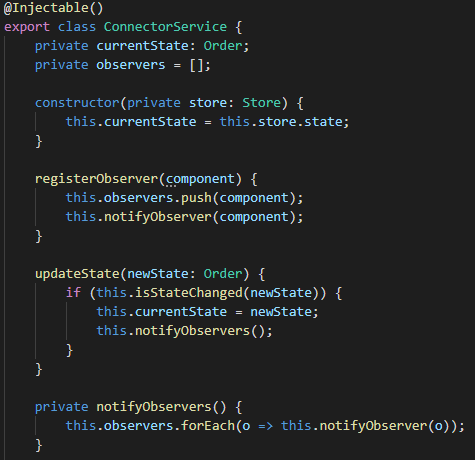 @Injectable()
export class ConnectorService {
    private currentState: Order;
    private observers = [];

    constructor(private store: Store) {
        this.currentState = this.store.state;
    }

    registerObserver(component) {
        this.observers.push(component);
        this.notifyObserver(component);
    }

    updateState(newState: Order) {
        if (this.isStateChanged(newState)) {
            this.currentState = newState;
            this.notifyObservers();
        }
    }

    private notifyObservers() {
        this.observers.forEach(o => this.notifyObserver(o));
    }